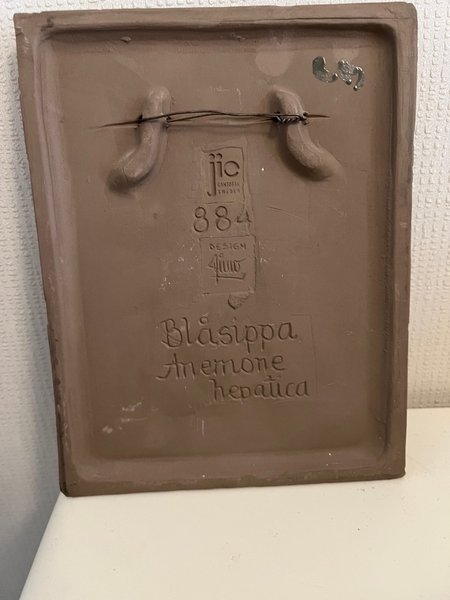 jie
GANTOFTA
SWEDEN
884
DESIGN
Blåsippa
Anemone
hepatica